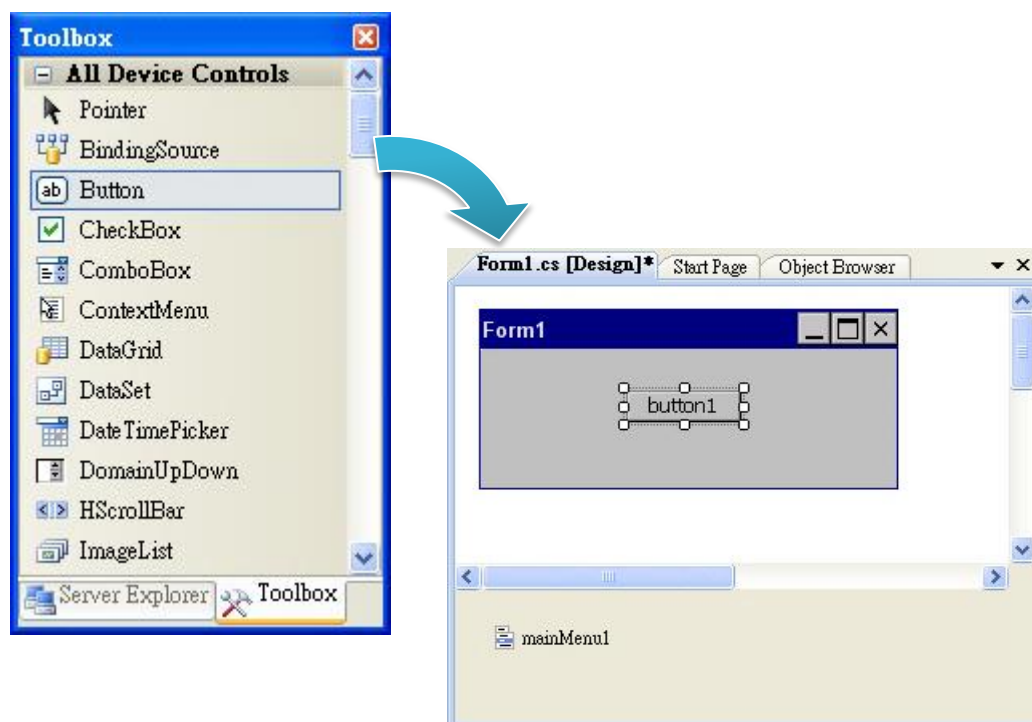 Toolbox
All Device Controls
Pointer
BindingSource
ab Button
CheckBox
ComboBox
ContextMenu
DataGrid
DataSet
DateTimePicker
DomainUpDown
HScrollBar
ImageList
Server Explorer Toolbox
Form1.cs [Design]* Start Page Object Browser
Form1
button1
mainMenu1